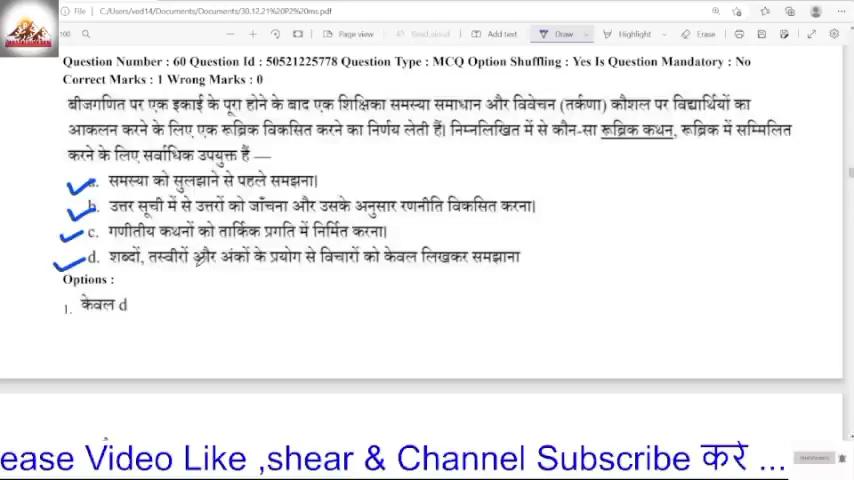 File | C:/Users/ved14/Documents/Documents/30.12.21%20P2%20ms.pdf
100
Page view
Read aloud
Add text
Draw
Highlight
Erase
Question Number : 60 Question Id : 50521225778 Question Type : MCQ Option Shuffling : Yes Is Question Mandatory : No
Correct Marks : 1 Wrong Marks : 0
बीजगणित पर एक इकाई के पूरा होने के बाद एक शिक्षिका समस्या समाधान और विवेचन (तर्कणा) कौशल पर विद्यार्थियों का
आकलन करने के लिए एक रूब्रिक विकसित करने का निर्णय लेती हैं। निम्नलिखित में से कौन-सा रूब्रिक कथन, रूब्रिक में सम्मिलित
करने के लिए सर्वाधिक उपयुक्त है —
a. समस्या को सुलझाने से पहले समझना।
b. उत्तर सूची में से उत्तरों को जाँचना और उसके अनुसार रणनीति विकसित करना।
c. गणीतीय कथनों को तार्किक प्रगति में निर्मित करना।
d. शब्दों, तस्वीरों और अंकों के प्रयोग से विचारों को केवल लिखकर समझाना
Options :
1. केवल d
ease Video Like ,shear & Channel Subscribe करे ...